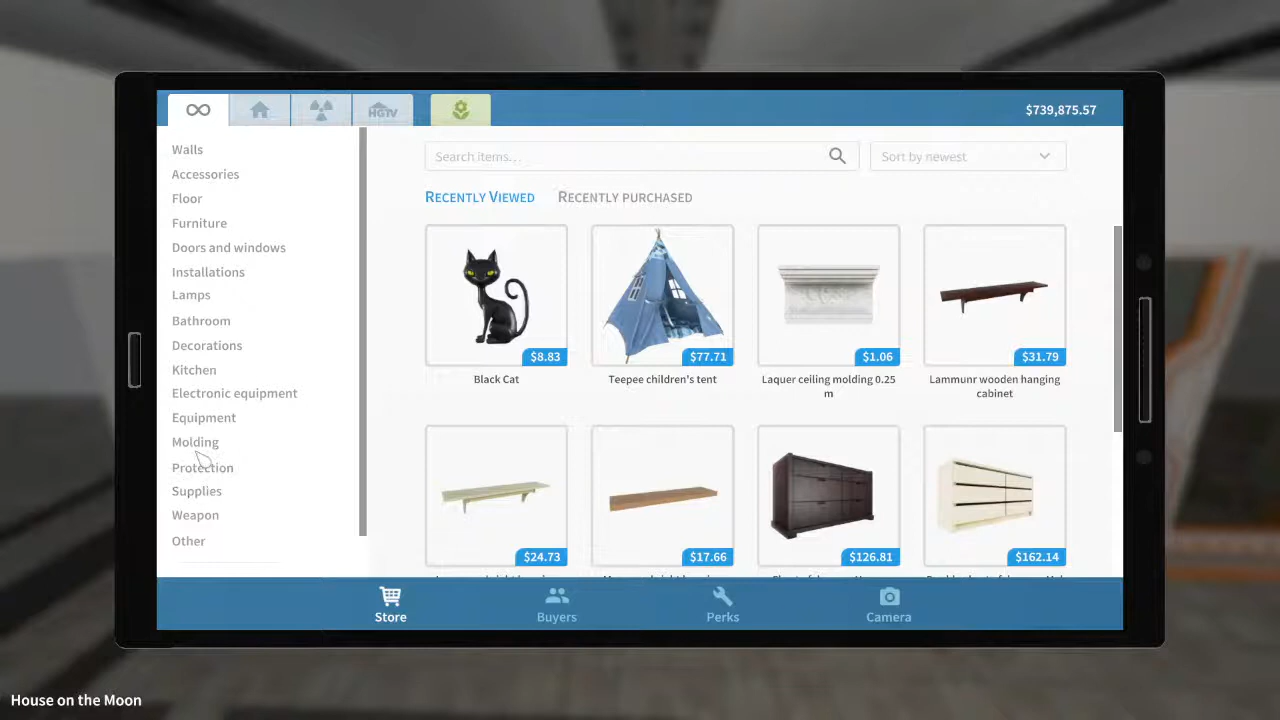 HGTV
$739,875.57
Walls
Accessories
Floor
Furniture
Doors and windows
Installations
Lamps
Bathroom
Decorations
Kitchen
Electronic equipment
Equipment
Molding
Protection
Supplies
Weapon
Other
Search items...
Sort by newest
RECENTLY VIEWED
RECENTLY PURCHASED
$8.83
$77.71
$1.06
$31.79
Black Cat
Teepee children's tent
Laquer ceiling molding 0.25
m
Lammunr wooden hanging
cabinet
$24.73
$17.66
$126.81
$162.14
Store
Buyers
Perks
Camera
House on the Moon